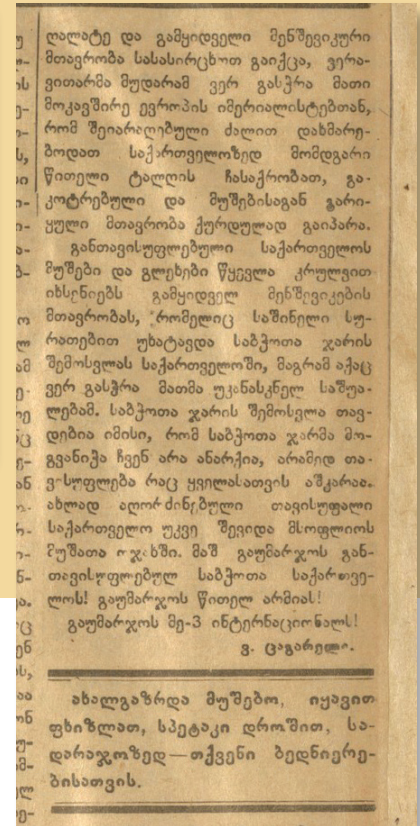 ღალატე და გამყიდველი მენშევიკური
მთავრობა სასასირცხოთ გაიქცა, ვერა-
ვითარმა მუდარამ ვერ გასჭრა მათი
მოკავშირე ევროპის იმერიალისტებთან,
რომ შეიარაღებული ძალით დახმარე-
ბოდათ საქართველოზედ მომდგარი
წითელი ტალღის ჩასაქრობათ, გა-
კოტრებული და მუშებისაგან გარი-
ყული მთავრობა ქურდულად გაიპარა.
განთავისუფლებული საქართველოს
მუშები და გლეხები წყევლა კრულვით
იხსენიებს გამყიდველ მენშევიკების
მთავრობას, რომელიც საშინელი სუ-
რათებით უხატავდა საბჭოთა ჯარის
შემოსვლას საქართველოში, მაგრამ აქაც
ვერ გასჭრა მათმა უკანასკნელ საშუა-
ლებამ. საბჭოთა ჯარის შემოსვლა თავ-
დებია იმისი, რომ საბჭოთა ჯარმა მო-
გვანიჭა ჩვენ არა ანარქია, არამედ თა-
ვისუფლება რაც ყველასათვის აშკარაა.
ახლად აღორძინებული თავისუფალი
საქართველო უკვე შევიდა მსოფლიოს
მუშათა ოჯახში. მაშ გაუმარჯოს გან-
თავისუფლებულ საბჭოთა საქართვე-
ლოს! გაუმარჯოს წითელ არმიას!
გაუმარჯოს მე-3 ინტერნაციონალს!
ვ. ცაგარელი.
ახალგაზრდა მუშებო, იყავით
ფხიზლათ, სპეტაკი დროშით, სა-
დარაჯოზედ—თქვენი ბედნიერე-
ბისათვის.